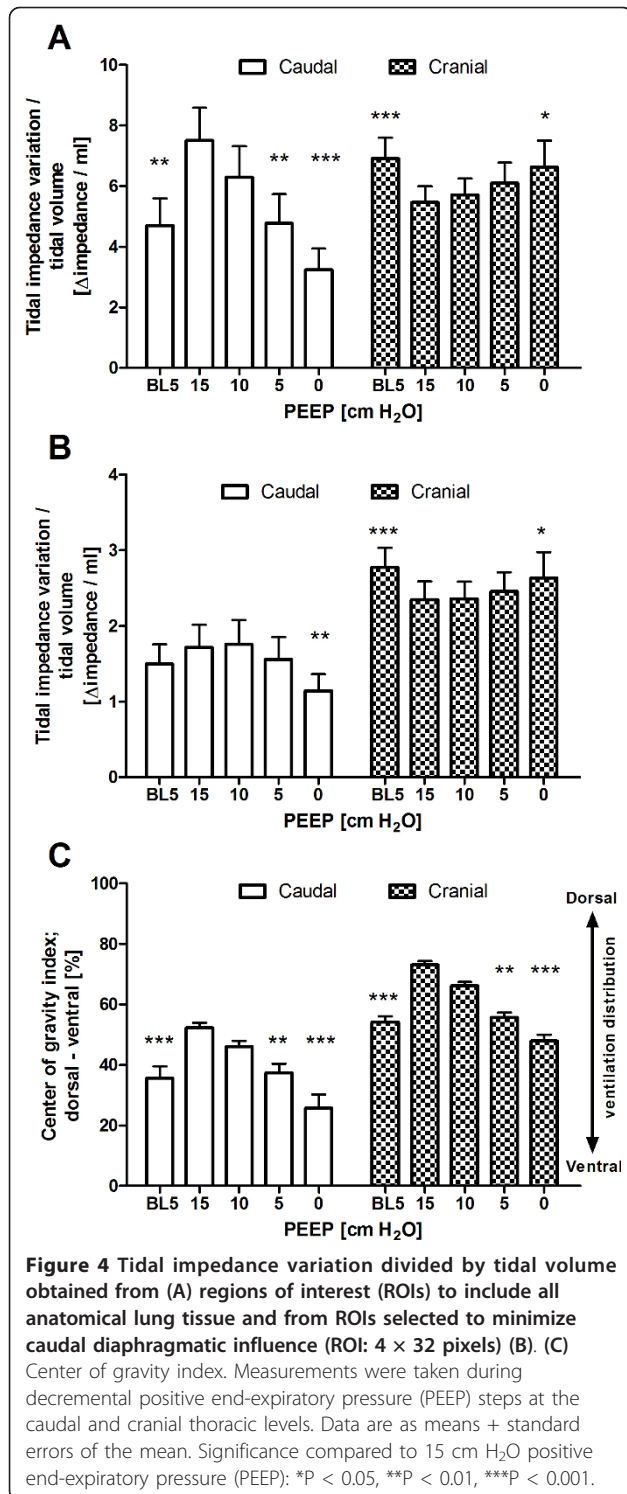 A
Caudal Cranial
Tidal impedance variation /
tidal volume
[Δimpedance / ml]
10
8
6
4
2
0
** ** *** *** *
BL5 15 10 5 0 BL5 15 10 5 0
PEEP [cm H₂O]
B
Caudal Cranial
Tidal impedance variation /
tidal volume
[Δimpedance / ml]
4
3
2
1
0
** *** *
BL5 15 10 5 0 BL5 15 10 5 0
PEEP [cm H₂O]
C
Caudal Cranial
Center of gravity index;
dorsal - ventral [%]
100
80
60
40
20
0
*** ** *** *** ** ***
BL5 15 10 5 0 BL5 15 10 5 0
PEEP [cm H₂O]
Dorsal
ventilation distribution
Ventral
Figure 4 Tidal impedance variation divided by tidal volume
obtained from (A) regions of interest (ROIs) to include all
anatomical lung tissue and from ROIs selected to minimize
caudal diaphragmatic influence (ROI: 4 × 32 pixels) (B). (C)
Center of gravity index. Measurements were taken during
decremental positive end-expiratory pressure (PEEP) steps at the
caudal and cranial thoracic levels. Data are as means + standard
errors of the mean. Significance compared to 15 cm H₂O positive
end-expiratory pressure (PEEP): *P < 0.05, **P < 0.01, ***P < 0.001.